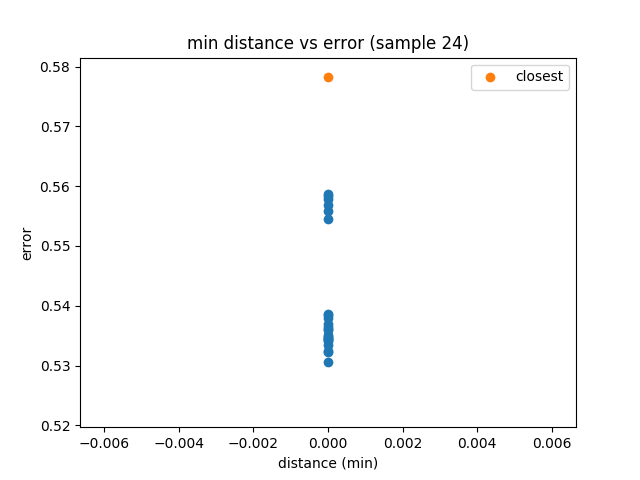 min distance vs error (sample 24)
closest
0.58
0.57
0.56
0.55
0.54
0.53
0.52
error
−0.006 −0.004 −0.002 0.000 0.002 0.004 0.006
distance (min)